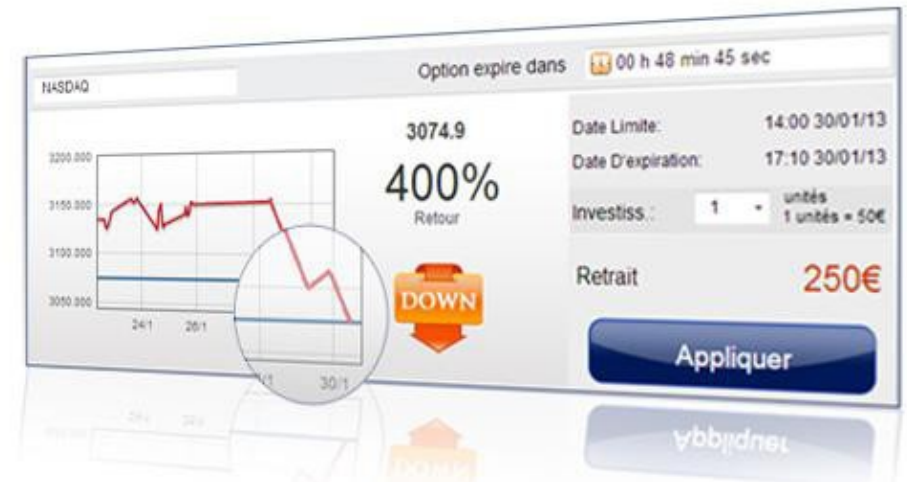 Option expire dans 00 h 48 min 45 sec
NASDAQ
3074.9
400%
Retour
DOWN
3200.000
3150.000
3100.000
3050.000
24/1 26/1 30/1
Date Limite: 14:00 30/01/13
Date D'expiration: 17:10 30/01/13
Investiss.: 1 unités
1 unités = 50€
Retrait 250€
Appliquer